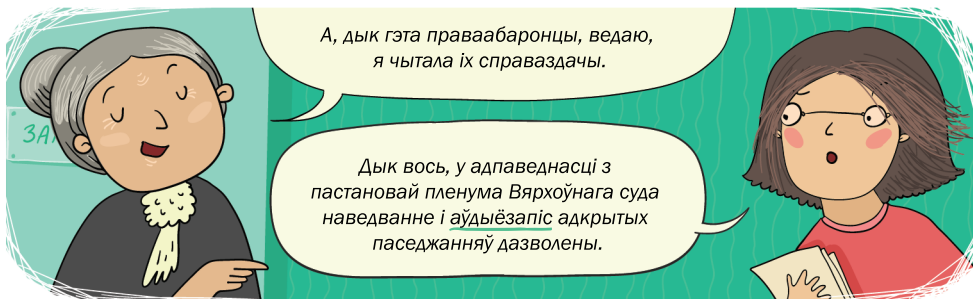 А, дык гэта праваабаронцы, ведаю,
я чытала іх справаздачы.
Дык вось, у адпаведнасці з
пастановай пленума Вярхоўнага суда
наведванне і аўдыёзапіс адкрытых
паседжанняў дазволены.